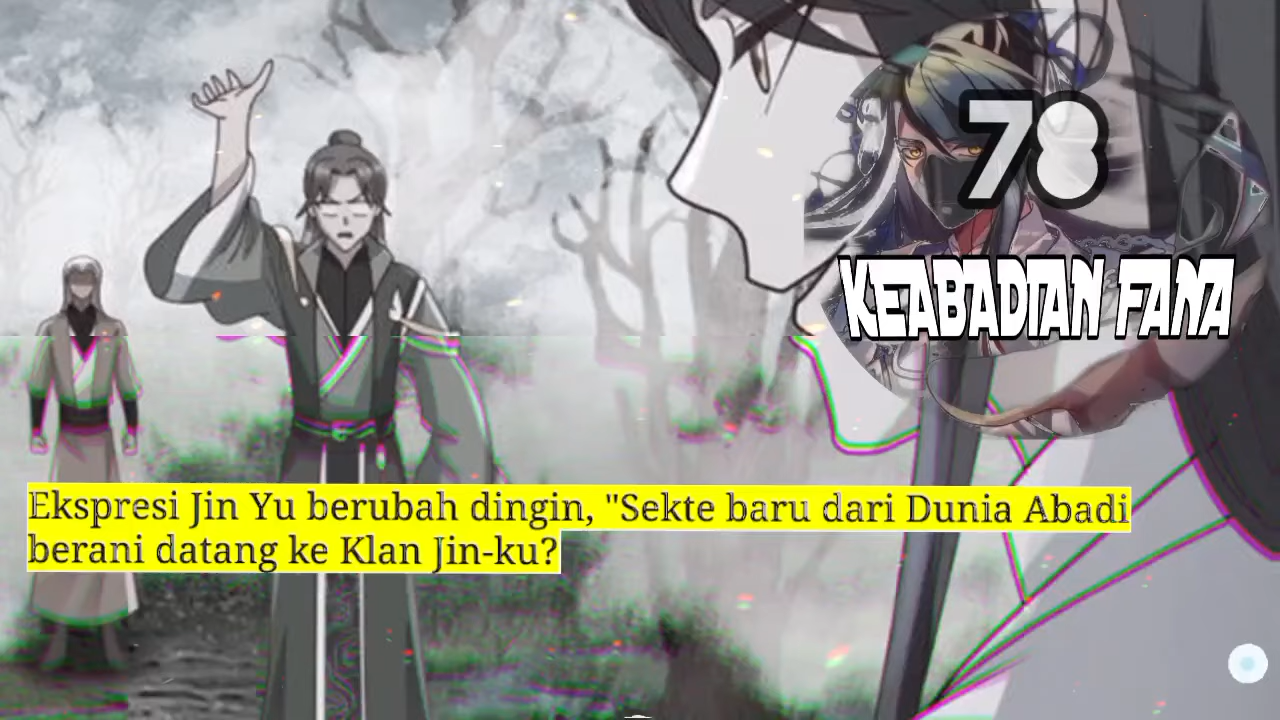 78
KEABADIAN FANA
Ekspresi Jin Yu berubah dingin, "Sekte baru dari Dunia Abadi
berani datang ke Klan Jin-ku?